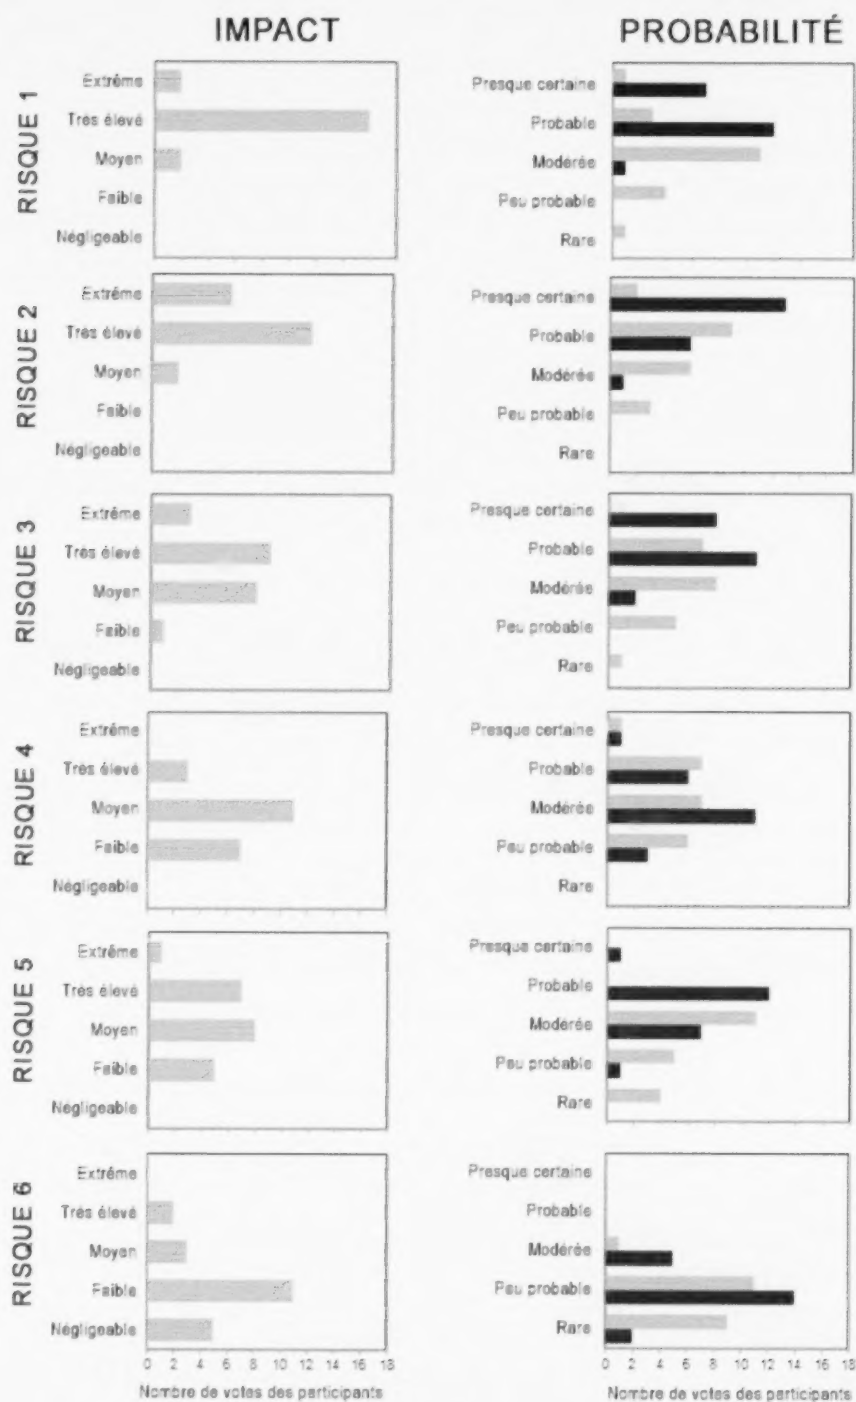 IMPACT
PROBABILITÉ
RISQUE 1
Extrême
Très élevé
Moyen
Faible
Négligeable
Presque certaine
Probable
Modérée
Peu probable
Rare
RISQUE 2
Extrême
Très élevé
Moyen
Faible
Négligeable
Presque certaine
Probable
Modérée
Peu probable
Rare
RISQUE 3
Extrême
Très élevé
Moyen
Faible
Négligeable
Presque certaine
Probable
Modérée
Peu probable
Rare
RISQUE 4
Extrême
Très élevé
Moyen
Faible
Négligeable
Presque certaine
Probable
Modérée
Peu probable
Rare
RISQUE 5
Extrême
Très élevé
Moyen
Faible
Négligeable
Presque certaine
Probable
Modérée
Peu probable
Rare
RISQUE 6
Extrême
Très élevé
Moyen
Faible
Négligeable
0 2 4 6 8 10 12 14 16 18
Nombre de votes des participants
Presque certaine
Probable
Modérée
Peu probable
Rare
0 2 4 6 8 10 12 14 16 18
Nombre de votes des participants